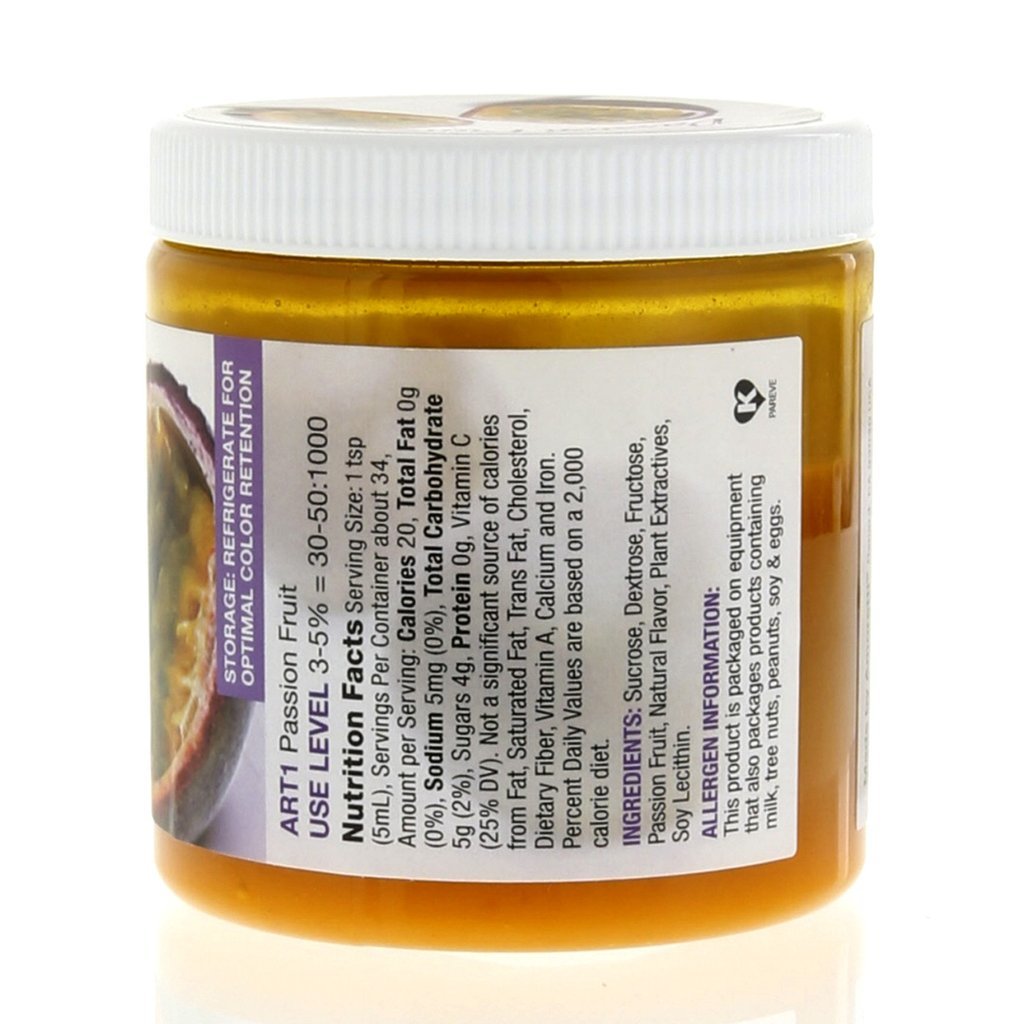 STORAGE: REFRIGERATE FOR
OPTIMAL COLOR RETENTION
ART1 Passion Fruit
USE LEVEL 3-5% = 30-50:1000
Nutrition Facts Serving Size: 1 tsp
(5mL), Servings Per Container about 34,
Amount per Serving: Calories 20, Total Fat 0g
(0%), Sodium 5mg (0%), Total Carbohydrate
5g (2%), Sugars 4g, Protein 0g, Vitamin C
(25% DV). Not a significant source of calories
from Fat, Saturated Fat, Trans Fat, Cholesterol,
Dietary Fiber, Vitamin A, Calcium and Iron.
Percent Daily Values are based on a 2,000
calorie diet.
INGREDIENTS: Sucrose, Dextrose, Fructose,
Passion Fruit, Natural Flavor, Plant Extractives,
Soy Lecithin.
ALLERGEN INFORMATION:
This product is packaged on equipment
that also packages products containing
milk, tree nuts, peanuts, soy & eggs.
K
PAREVE